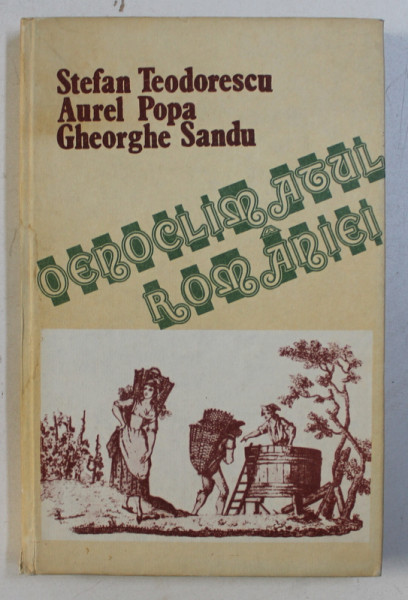 Stefan Teodorescu
Aurel Popa
Gheorghe Sandu
OENOCLIMATUL
ROMÂNIEI